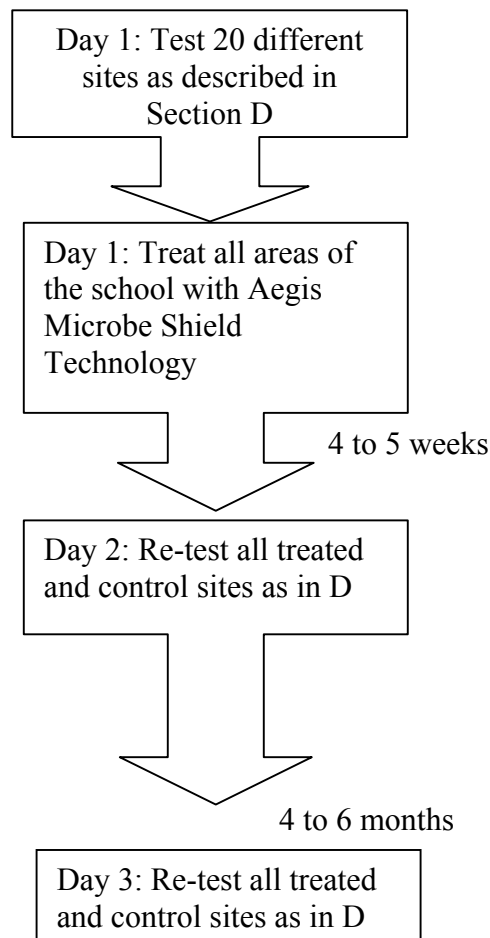 Day 1: Test 20 different
sites as described in
Section D
Day 1: Treat all areas of
the school with Aegis
Microbe Shield
Technology
4 to 5 weeks
Day 2: Re-test all treated
and control sites as in D
4 to 6 months
Day 3: Re-test all treated
and control sites as in D